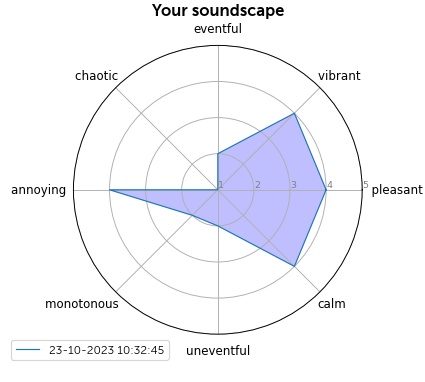 Your soundscape
eventful
chaotic
vibrant
annoying
1 2 3 4 5
pleasant
monotonous
calm
uneventful
23-10-2023 10:32:45